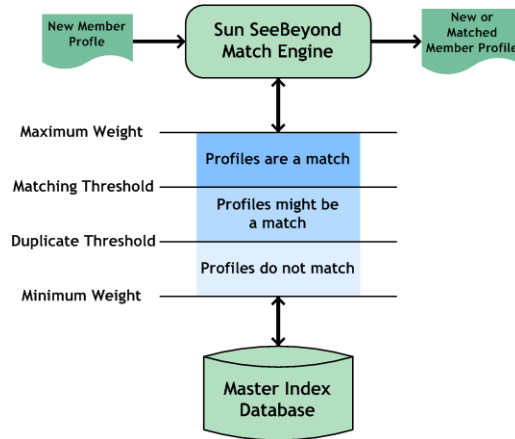 New Member
Profle
Sun SeeBeyond
Match Engine
New or
Matched
Member Profile
Maximum Weight
Profiles are a match
Matching Threshold
Profiles might be
a match
Duplicate Threshold
Profiles do not match
Minimum Weight
Master Index
Database